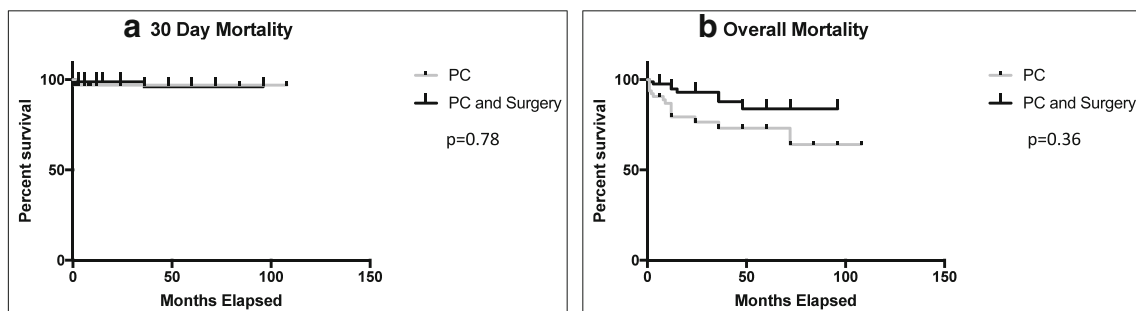 a 30 Day Mortality
100
50
0
0 50 100 150
Percent survival
Months Elapsed
PC
PC and Surgery
p=0.78
b Overall Mortality
100
50
0
0 50 100 150
Percent survival
Months Elapsed
PC
PC and Surgery
p=0.36